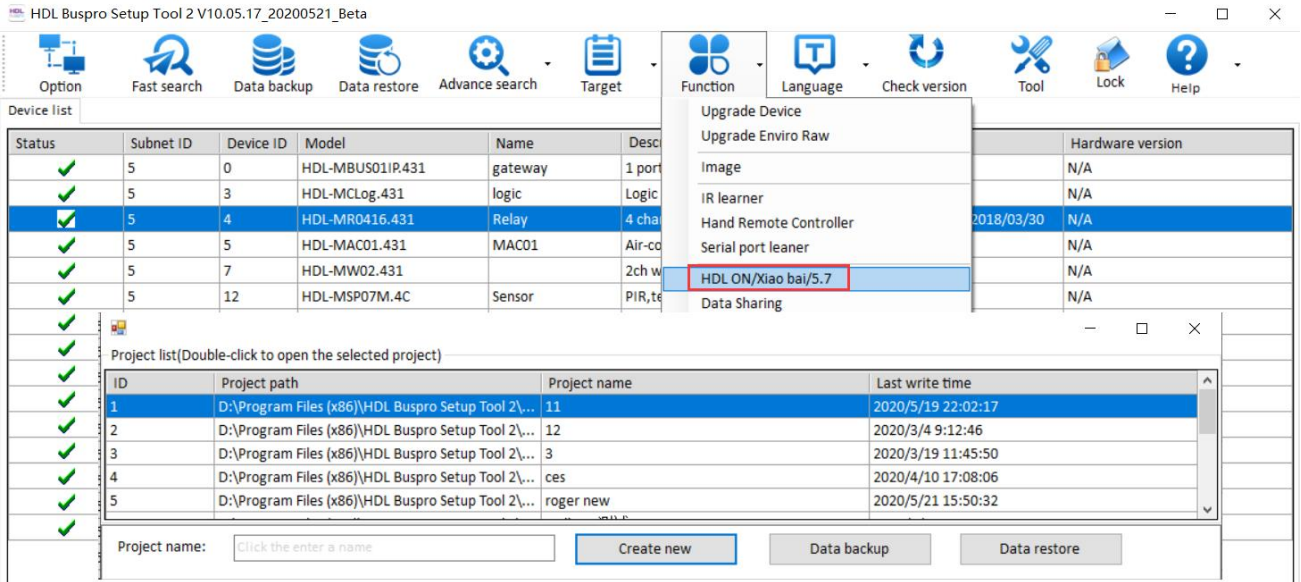 HDL Buspro Setup Tool 2 V10.05.17_20200521_Beta
Option Fast search Data backup Data restore Advance search Target Function Language Check version Tool Lock Help
Device list
Status Subnet ID Device ID Model Name Desc Hardware version
5 0 HDL-MBUS01IP.431 gateway 1 port N/A
5 3 HDL-MCLog.431 logic Logic N/A
5 4 HDL-MR0416.431 Relay 4 cha 2018/03/30 N/A
5 5 HDL-MAC01.431 MAC01 Air-co N/A
5 7 HDL-MW02.431 2ch w N/A
5 12 HDL-MSP07M.4C Sensor PIR,te N/A
Upgrade Device
Upgrade Enviro Raw
Image
IR learner
Hand Remote Controller
Serial port leaner
HDL ON/Xiao bai/5.7
Data Sharing
Project list(Double-click to open the selected project)
ID Project path Project name Last write time
1 D:\Program Files (x86)\HDL Buspro Setup Tool 2\... 11 2020/5/19 22:02:17
2 D:\Program Files (x86)\HDL Buspro Setup Tool 2\... 12 2020/3/4 9:12:46
3 D:\Program Files (x86)\HDL Buspro Setup Tool 2\... 3 2020/3/19 11:45:50
4 D:\Program Files (x86)\HDL Buspro Setup Tool 2\... ces 2020/4/10 17:08:06
5 D:\Program Files (x86)\HDL Buspro Setup Tool 2\... roger new 2020/5/21 15:50:32
Project name: Click the enter a name Create new Data backup Data restore